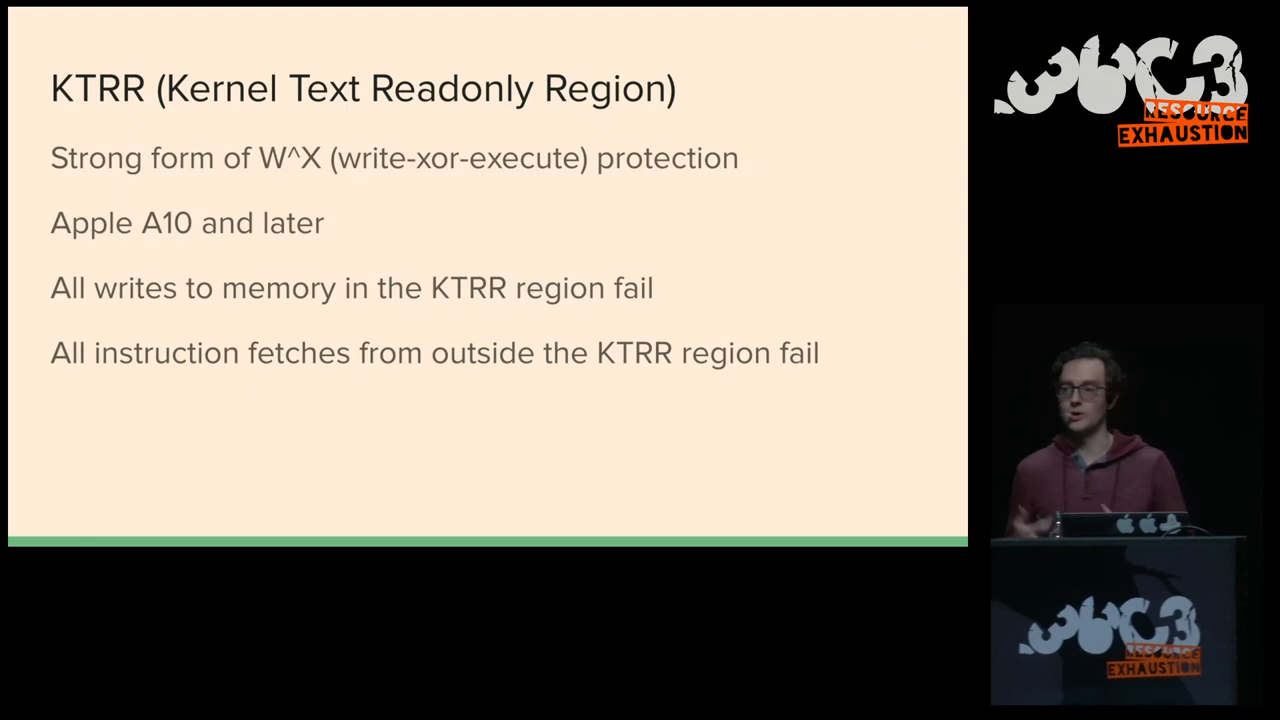 KTRR (Kernel Text Readonly Region)
Strong form of W^X (write-xor-execute) protection
Apple A10 and later
All writes to memory in the KTRR region fail
All instruction fetches from outside the KTRR region fail
36C3
RESOURCE
EXHAUSTION
36C3
RESOURCE
EXHAUSTION